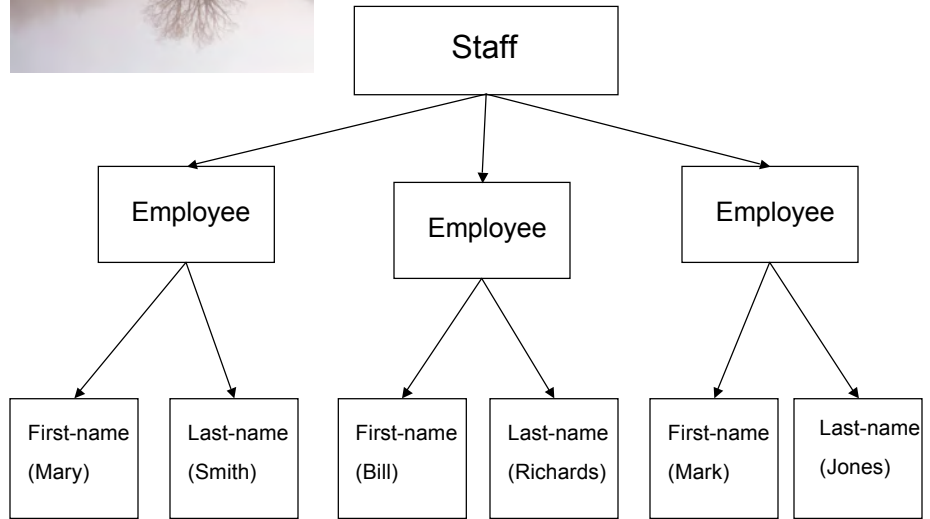 Staff
Employee
Employee
Employee
First-name
(Mary)
Last-name
(Smith)
First-name
(Bill)
Last-name
(Richards)
First-name
(Mark)
Last-name
(Jones)